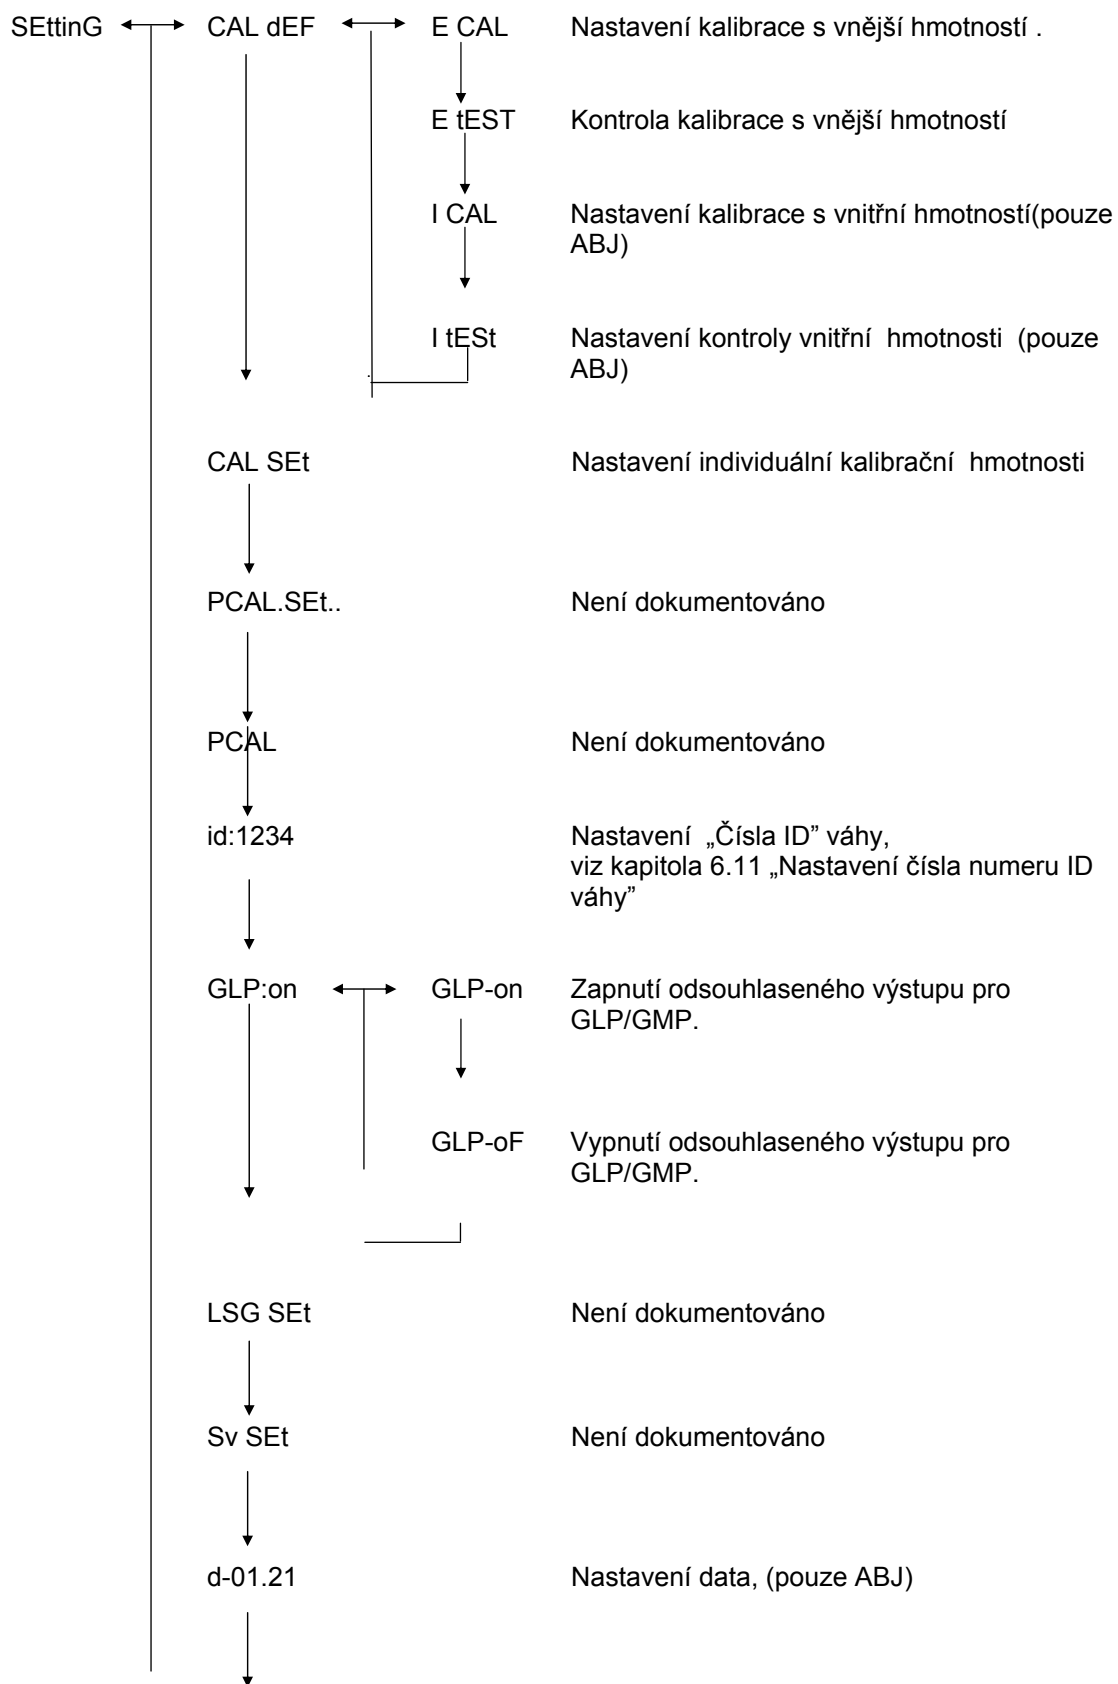 SEttinG CAL dEF E CAL Nastavení kalibrace s vnější hmotností .
E tEST Kontrola kalibrace s vnější hmotností
I CAL Nastavení kalibrace s vnitřní hmotností(pouze
ABJ)
I tESt Nastavení kontroly vnitřní hmotnosti (pouze
ABJ)
CAL SEt Nastavení individuální kalibrační hmotnosti
PCAL.SEt.. Není dokumentováno
PCAL Není dokumentováno
id:1234 Nastavení „Čísla ID” váhy,
viz kapitola 6.11 „Nastavení čísla numeru ID
váhy”
GLP:on GLP-on Zapnutí odsouhlaseného výstupu pro
GLP/GMP.
GLP-oF Vypnutí odsouhlaseného výstupu pro
GLP/GMP.
LSG SEt Není dokumentováno
Sv SEt Není dokumentováno
d-01.21 Nastavení data, (pouze ABJ)